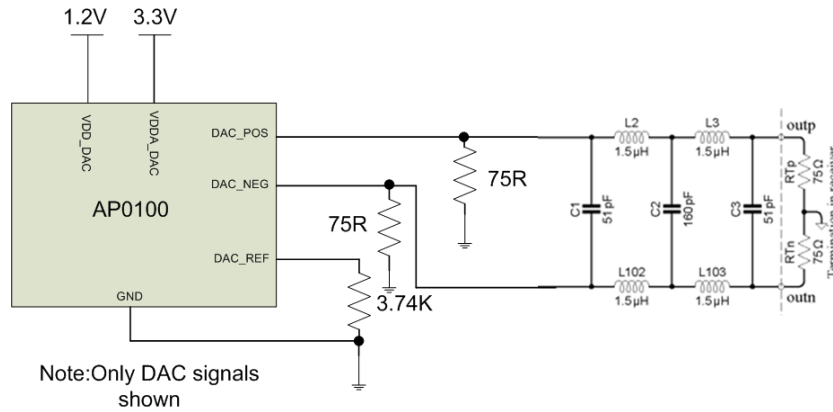 1.2V
3.3V
VDD_DAC
VDDA_DAC
DAC_POS
DAC_NEG
AP0100
DAC_REF
GND
75R
75R
3.74K
L2
1.5µH
L3
1.5µH
C1
51pF
C2
160pF
C3
51pF
L102
1.5µH
L103
1.5µH
outp
RTp
75Ω
RTn
75Ω
outn
Termination in receiver
Note:Only DAC signals
shown